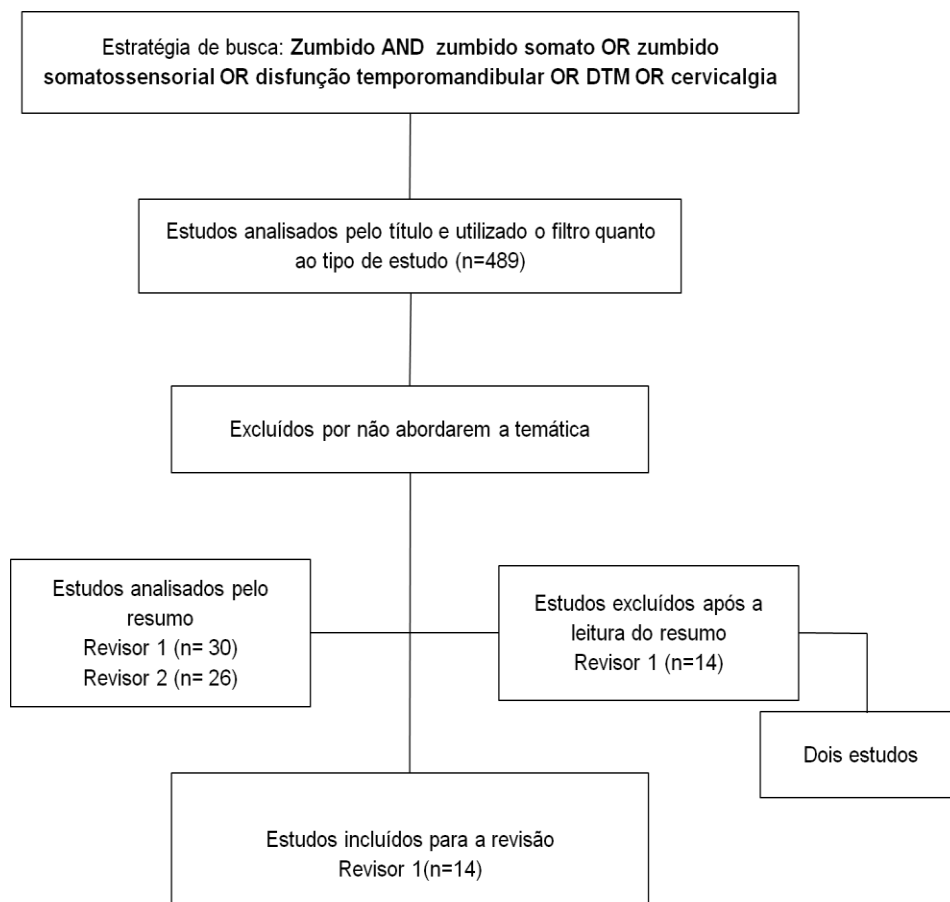 Estratégia de busca: Zumbido AND zumbido somato OR zumbido
somatossensorial OR disfunção temporomandibular OR DTM OR cervicalgia
Estudos analisados pelo título e utilizado o filtro quanto
ao tipo de estudo (n=489)
Excluídos por não abordarem a temática
Estudos analisados pelo
resumo
Revisor 1 (n= 30)
Revisor 2 (n= 26)
Estudos excluídos após a
leitura do resumo
Revisor 1 (n=14)
Dois estudos
Estudos incluídos para a revisão
Revisor 1(n=14)